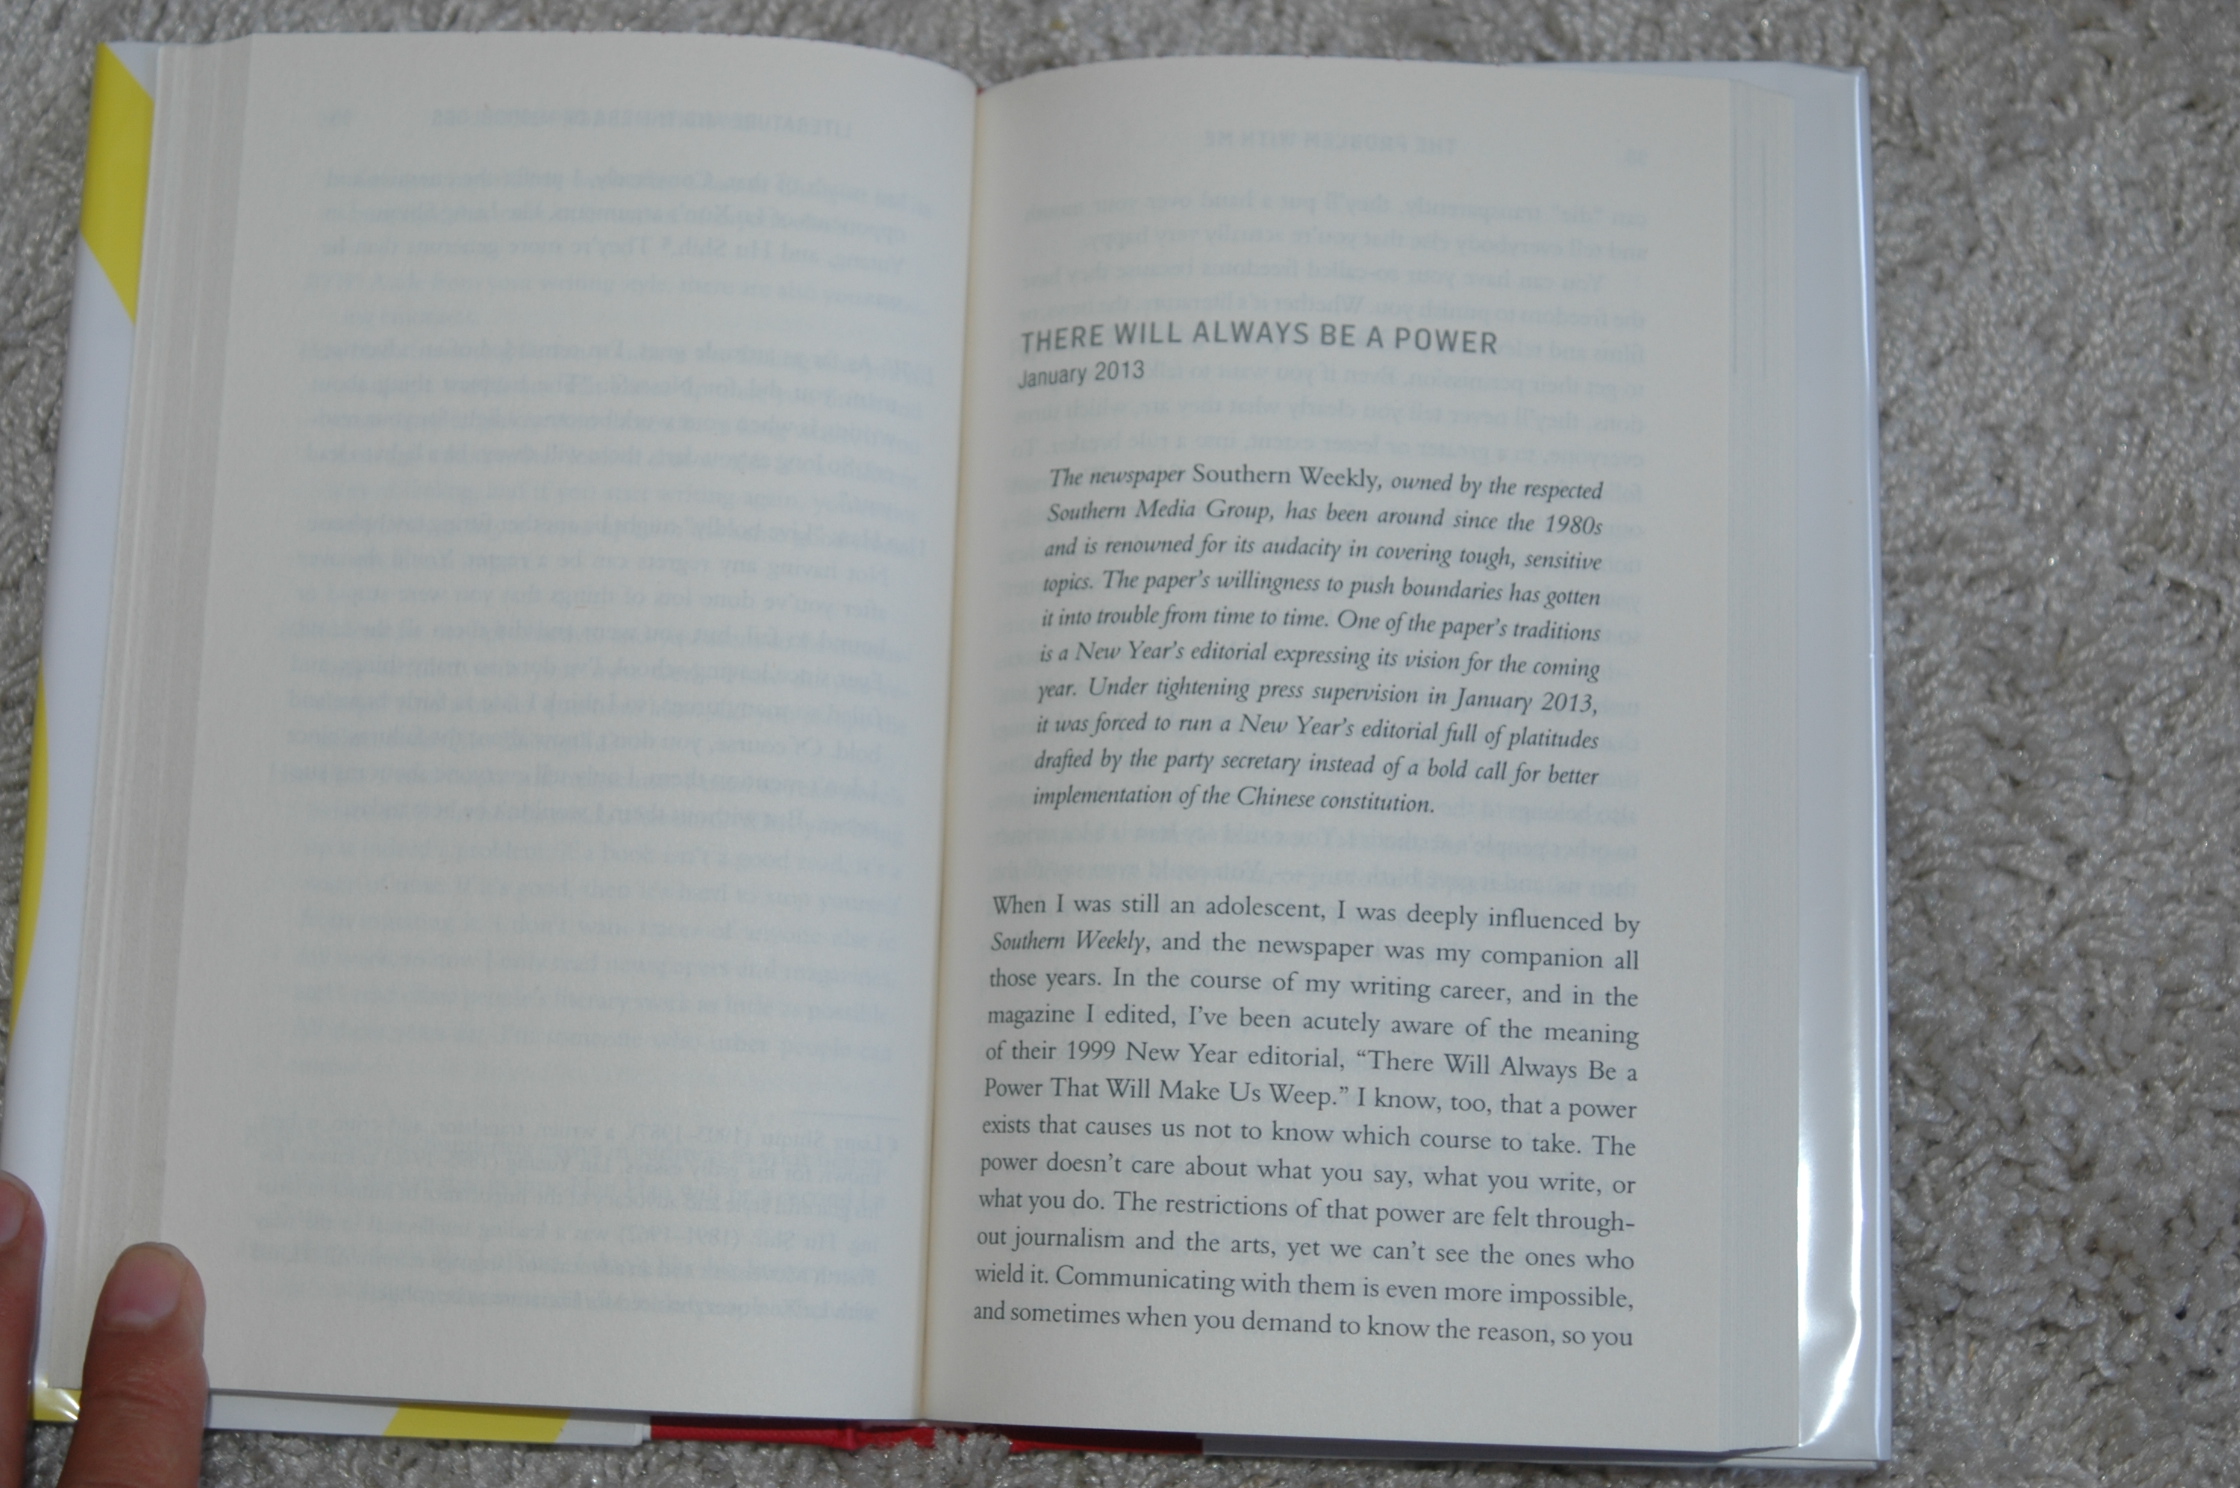 THERE WILL ALWAYS BE A POWER
January 2013
The newspaper Southern Weekly, owned by the respected
Southern Media Group, has been around since the 1980s
and is renowned for its audacity in covering tough, sensitive
topics. The paper's willingness to push boundaries has gotten
it into trouble from time to time. One of the paper's traditions
is a New Year's editorial expressing its vision for the coming
year. Under tightening press supervision in January 2013,
it was forced to run a New Year's editorial full of platitudes
drafted by the party secretary instead of a bold call for better
implementation of the Chinese constitution.
When I was still an adolescent, I was deeply influenced by
Southern Weekly, and the newspaper was my companion all
those years. In the course of my writing career, and in the
magazine I edited, I've been acutely aware of the meaning
of their 1999 New Year editorial, “There Will Always Be a
Power That Will Make Us Weep.” I know, too, that a power
exists that causes us not to know which course to take. The
power doesn't care about what you say, what you write, or
what you do. The restrictions of that power are felt through-
out journalism and the arts, yet we can't see the ones who
wield it. Communicating with them is even more impossible,
and sometimes when you demand to know the reason, so you